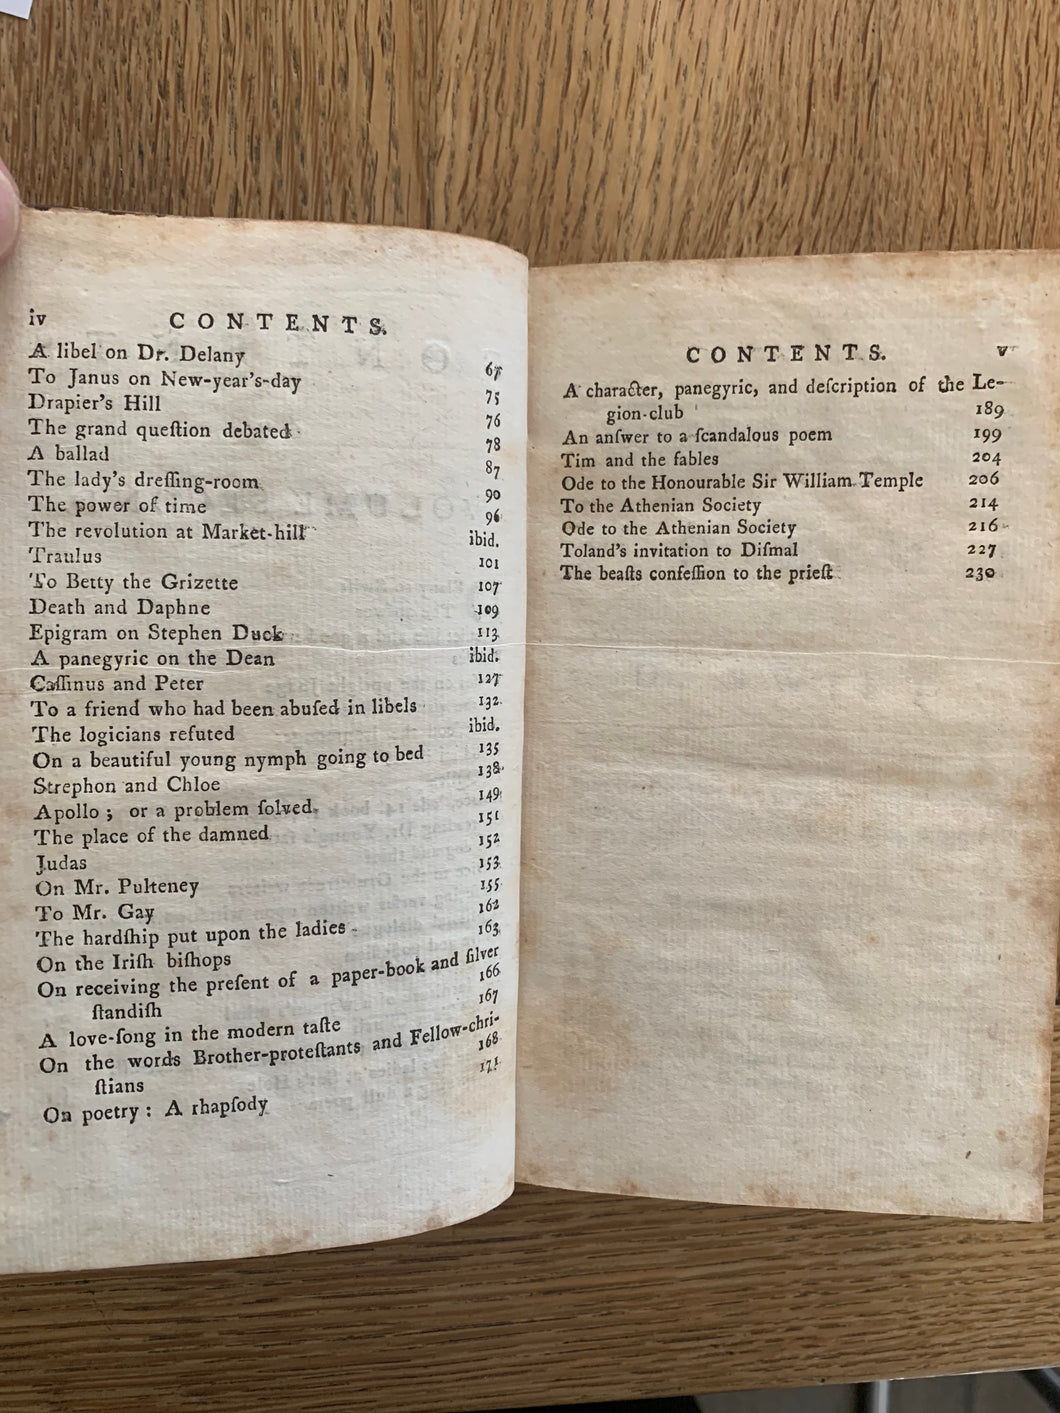 iv CONTENTS.
A libel on Dr. Delany 67
To Janus on New-year's-day 75
Drapier's Hill 76
The grand queſtion debated 78
A ballad 87
The lady's dreſſing-room 90
The power of time 96
The revolution at Market-hill ibid.
Traulus 101
To Betty the Grizette 107
Death and Daphne 109
Epigram on Stephen Duck 113
A panegyric on the Dean ibid.
Caſſinus and Peter 127
To a friend who had been abuſed in libels 132
The logicians refuted ibid.
On a beautiful young nymph going to bed 135
Strephon and Chloe 138
Apollo ; or a problem ſolved. 149
The place of the damned 151
Judas 152
On Mr. Pulteney 153
To Mr. Gay 155
The hardſhip put upon the ladies 162
On the Iriſh biſhops 163
On receiving the preſent of a paper-book and ſilver
ſtandiſh 166
A love-ſong in the modern taſte 167
On the words Brother-proteſtants and Fellow-chri-
ſtians 168
On poetry : A rhapſody 171
CONTENTS. v
A character, panegyric, and deſcription of the Le-
gion-club 189
An anſwer to a ſcandalous poem 199
Tim and the fables 204
Ode to the Honourable Sir William Temple 206
To the Athenian Society 214
Ode to the Athenian Society 216
Toland's invitation to Diſmal 227
The beaſts confeſſion to the prieſt 230